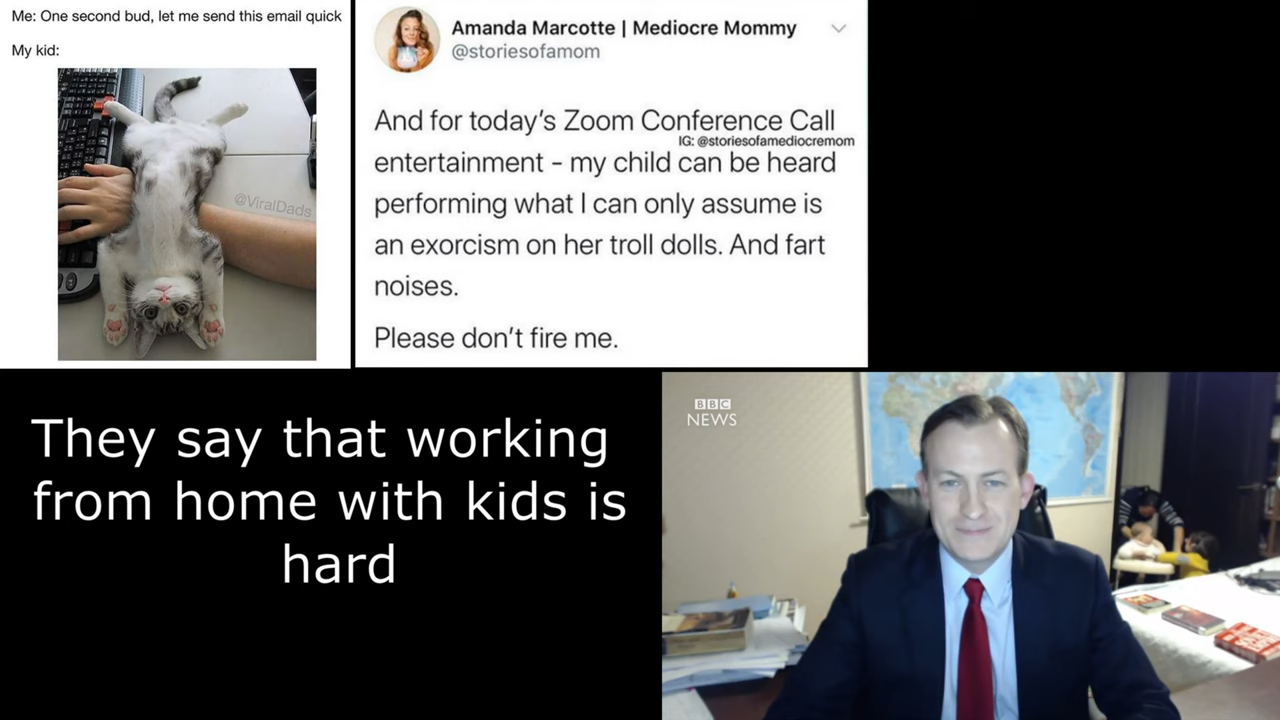 Me: One second bud, let me send this email quick
My kid:
@ViralDads
Amanda Marcotte | Mediocre Mommy
@storiesofamom
And for today's Zoom Conference Call
IG: @storiesofamediocremom
entertainment - my child can be heard
performing what I can only assume is
an exorcism on her troll dolls. And fart
noises.
Please don't fire me.
They say that working
from home with kids is
hard
BBC
NEWS